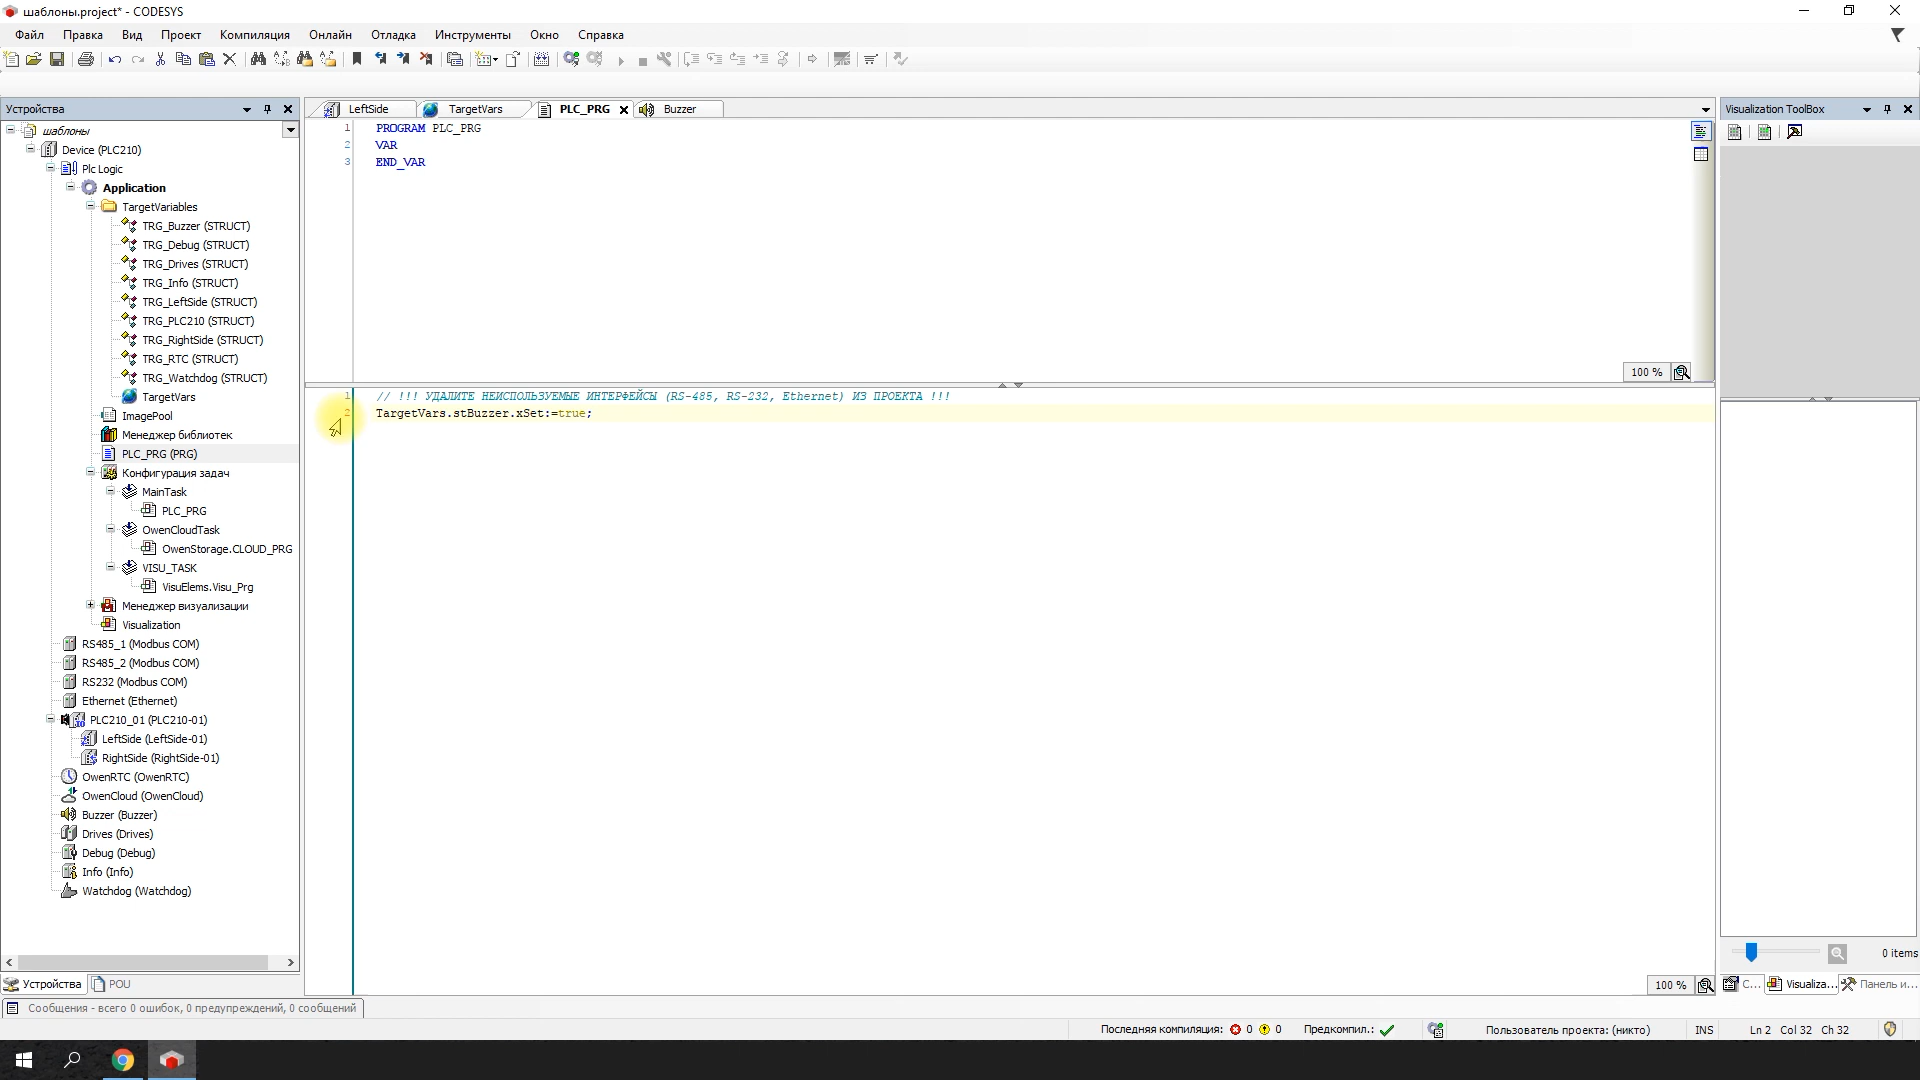 шаблоны.project* - CODESYS
Файл Правка Вид Проект Компиляция Онлайн Отладка Инструменты Окно Справка
Устройства
LeftSide TargetVars PLC_PRG Buzzer
Visualization ToolBox
шаблоны
Device (PLC210)
Plc Logic
Application
TargetVariables
TRG_Buzzer (STRUCT)
TRG_Debug (STRUCT)
TRG_Drives (STRUCT)
TRG_Info (STRUCT)
TRG_LeftSide (STRUCT)
TRG_PLC210 (STRUCT)
TRG_RightSide (STRUCT)
TRG_RTC (STRUCT)
TRG_Watchdog (STRUCT)
TargetVars
ImagePool
Менеджер библиотек
PLC_PRG (PRG)
Конфигурация задач
MainTask
PLC_PRG
OwenCloudTask
OwenStorage.CLOUD_PRG
VISU_TASK
VisuElems.Visu_Prg
Менеджер визуализации
Visualization
RS485_1 (Modbus COM)
RS485_2 (Modbus COM)
RS232 (Modbus COM)
Ethernet (Ethernet)
PLC210_01 (PLC210-01)
LeftSide (LeftSide-01)
RightSide (RightSide-01)
OwenRTC (OwenRTC)
OwenCloud (OwenCloud)
Buzzer (Buzzer)
Drives (Drives)
Debug (Debug)
Info (Info)
Watchdog (Watchdog)
Устройства POU
1 PROGRAM PLC_PRG
2 VAR
3 END_VAR
100 %
1 // !!! УДАЛИТЕ НЕИСПОЛЬЗУЕМЫЕ ИНТЕРФЕЙСЫ (RS-485, RS-232, Ethernet) ИЗ ПРОЕКТА !!!
2 TargetVars.stBuzzer.xSet:=true;
100 %
0 items
С... Visualiza... Панель и...
Сообщения - всего 0 ошибок, 0 предупреждений, 0 сообщений
Последняя компиляция: 0 0 Предкомпил.: Пользователь проекта: (никто) INS Ln 2 Col 32 Ch 32